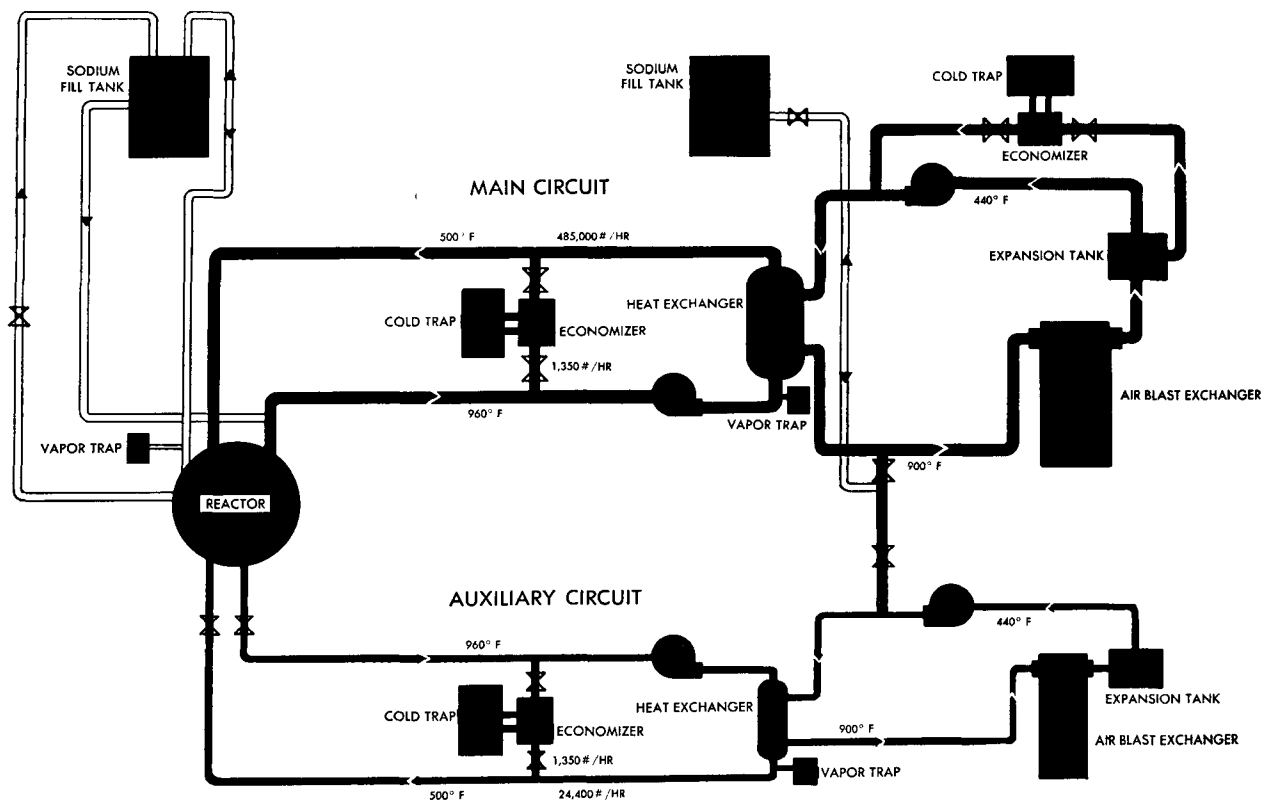 SODIUM
FILL TANK
SODIUM
FILL TANK
COLD TRAP
ECONOMIZER
MAIN CIRCUIT
440° F
500° F
485,000 #/HR
EXPANSION TANK
HEAT EXCHANGER
COLD TRAP
ECONOMIZER
1,350 #/HR
960° F
VAPOR TRAP
AIR BLAST EXCHANGER
VAPOR TRAP
900° F
REACTOR
AUXILIARY CIRCUIT
440° F
960° F
HEAT EXCHANGER
EXPANSION TANK
COLD TRAP
ECONOMIZER
900° F
AIR BLAST EXCHANGER
1,350 #/HR
VAPOR TRAP
500° F
24,400 #/HR